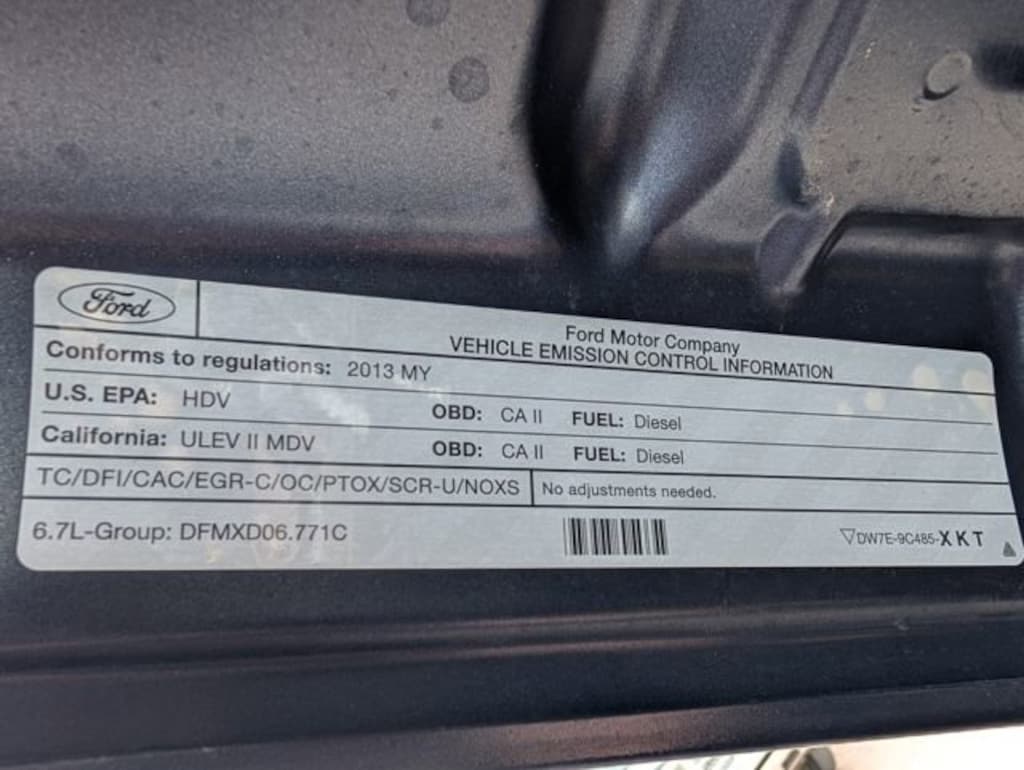 Ford
Ford Motor Company
VEHICLE EMISSION CONTROL INFORMATION
Conforms to regulations: 2013 MY
U.S. EPA: HDV OBD: CA II FUEL: Diesel
California: ULEV II MDV OBD: CA II FUEL: Diesel
TC/DFI/CAC/EGR-C/OC/PTOX/SCR-U/NOXS No adjustments needed.
6.7L-Group: DFMXD06.771C DW7E-9C485-XKT